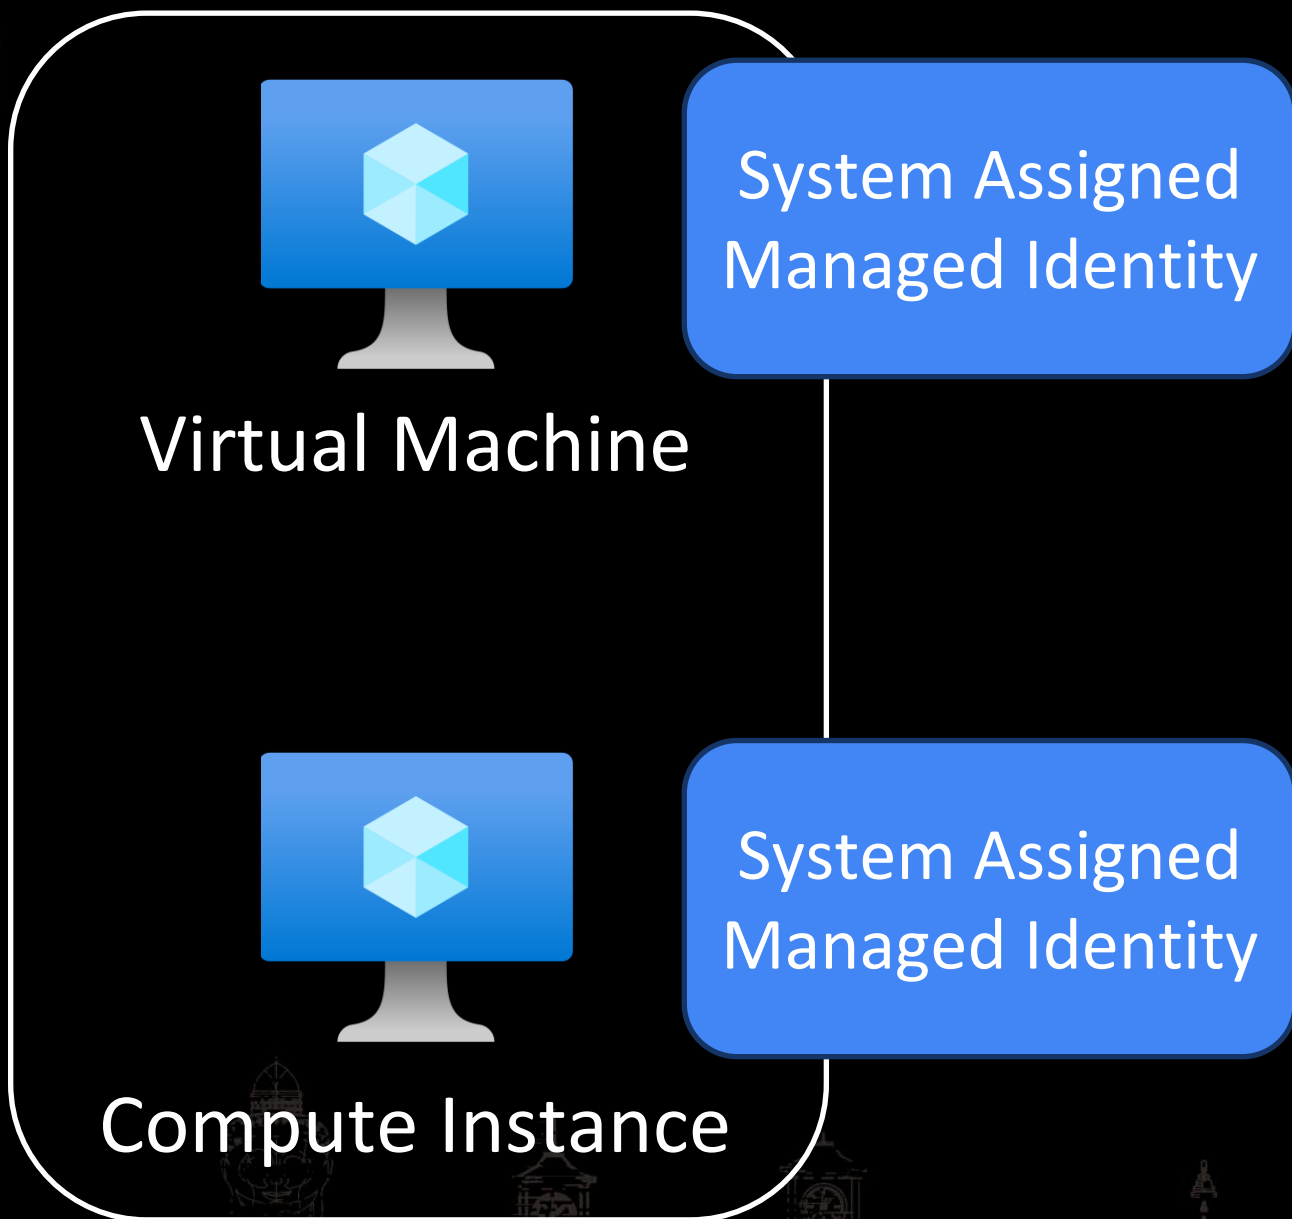 System Assigned
Managed Identity
Virtual Machine
System Assigned
Managed Identity
Compute Instance